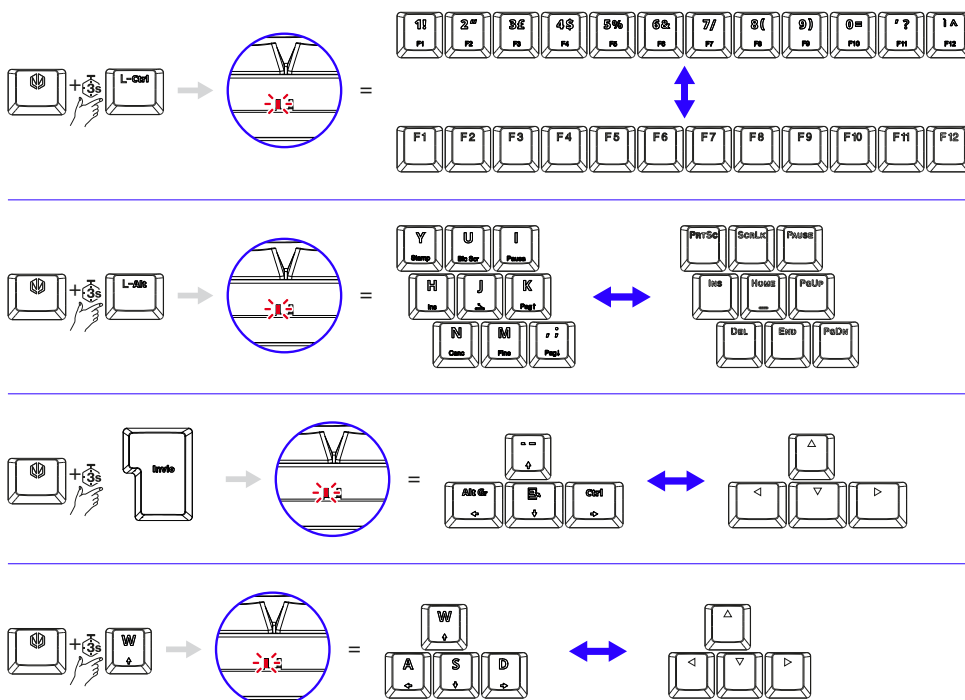 1! 2" 3£ 4$ 5% 6& 7/ 8( 9) 0= ' ? ì ^
F1 F2 F3 F4 F5 F6 F7 F8 F9 F10 F11 F12
+ 3s L-Ctrl =
F1 F2 F3 F4 F5 F6 F7 F8 F9 F10 F11 F12
Y U I PRTSC SCRLK PAUSE
Stamp Blc Scr Pause
+ 3s L-Alt = H J K INS HOME PGUP
Ins Pag↑
N M , ; DEL END PGDN
Canc Fine Pag↓
- _
+ 3s Invio =
Alt Gr Ctrl
W
+ 3s W =
A S D